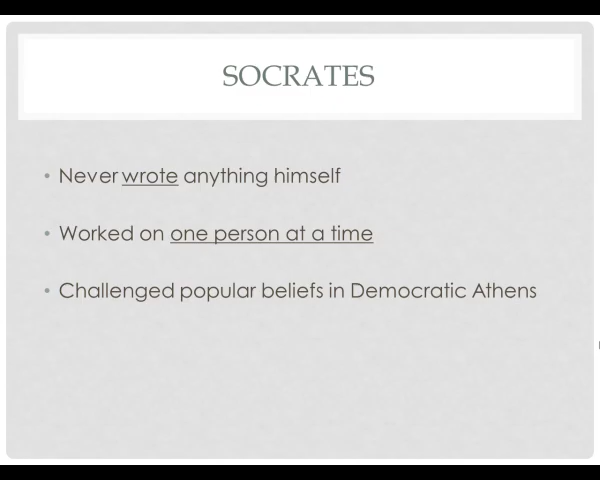 SOCRATES
• Never wrote anything himself
• Worked on one person at a time
• Challenged popular beliefs in Democratic Athens